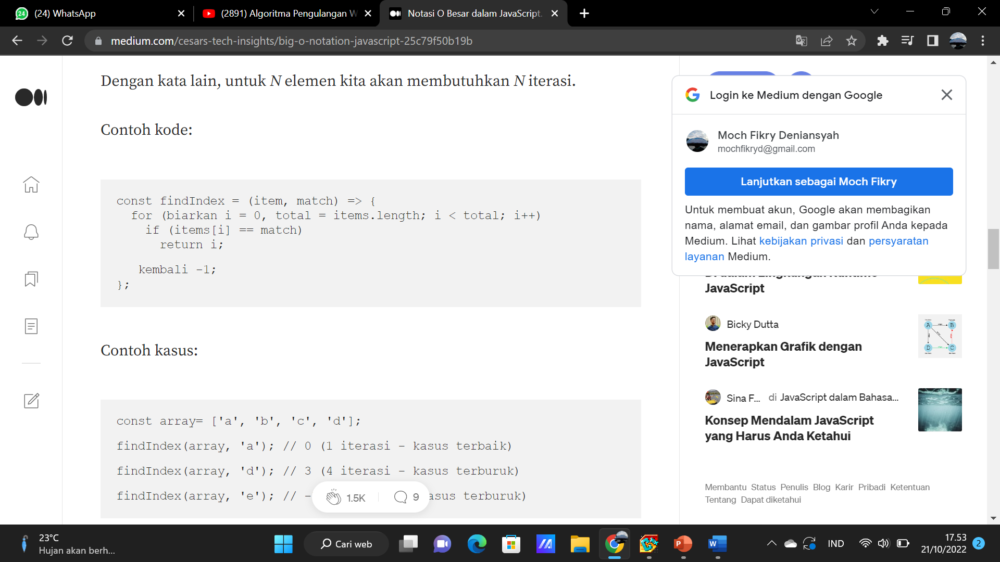 (24) WhatsApp
(2891) Algoritma Pengulangan W
Notasi O Besar dalam JavaScript.
medium.com/cesars-tech-insights/big-o-notation-javascript-25c79f50b19b
Dengan kata lain, untuk N elemen kita akan membutuhkan N iterasi.
Contoh kode:
const findIndex = (item, match) => {
for (biarkan i = 0, total = items.length; i < total; i++)
if (items[i] == match)
return i;
kembali -1;
};
Contoh kasus:
const array= ['a', 'b', 'c', 'd'];
findIndex(array, 'a'); // 0 (1 iterasi - kasus terbaik)
findIndex(array, 'd'); // 3 (4 iterasi - kasus terburuk)
findIndex(array, 'e'); // - asus terburuk)
1.5K 9
Login ke Medium dengan Google
Moch Fikry Deniansyah
mochfikryd@gmail.com
Lanjutkan sebagai Moch Fikry
Untuk membuat akun, Google akan membagikan
nama, alamat email, dan gambar profil Anda kepada
Medium. Lihat kebijakan privasi dan persyaratan
layanan Medium.
JavaScript
Bicky Dutta
Menerapkan Grafik dengan
JavaScript
A B
D C
Sina F... di JavaScript dalam Bahasa...
Konsep Mendalam JavaScript
yang Harus Anda Ketahui
Membantu Status Penulis Blog Karir Pribadi Ketentuan
Tentang Dapat diketahui
23°C
Hujan akan berh...
Cari web
IND
17.53
21/10/2022
2